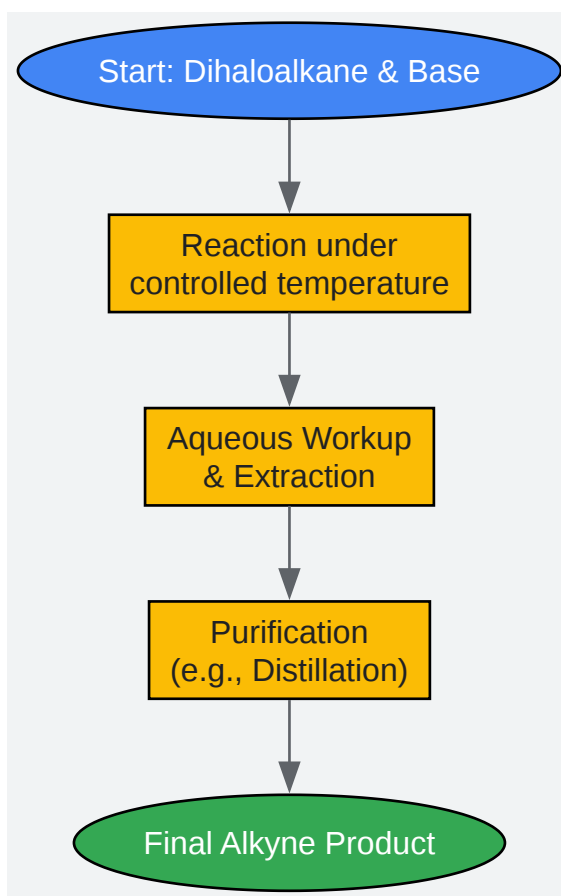 Start: Dihaloalkane & Base
Reaction under
controlled temperature
Aqueous Workup
& Extraction
Purification
(e.g., Distillation)
Final Alkyne Product